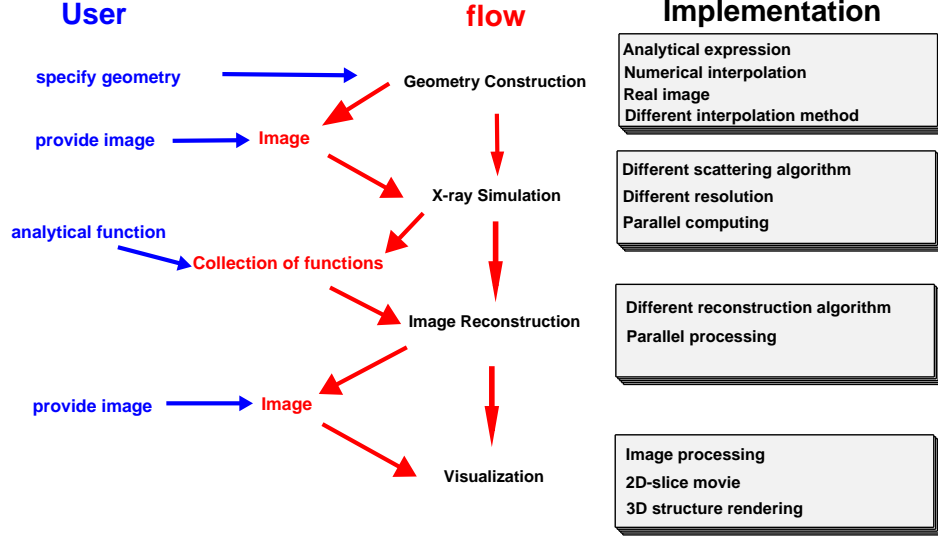 User
flow
Implementation
specify geometry
Geometry Construction
Analytical expression
Numerical interpolation
Real image
Different interpolation method
provide image
Image
X-ray Simulation
Different scattering algorithm
Different resolution
Parallel computing
analytical function
Collection of functions
Image Reconstruction
Different reconstruction algorithm
Parallel processing
provide image
Image
Visualization
Image processing
2D-slice movie
3D structure rendering